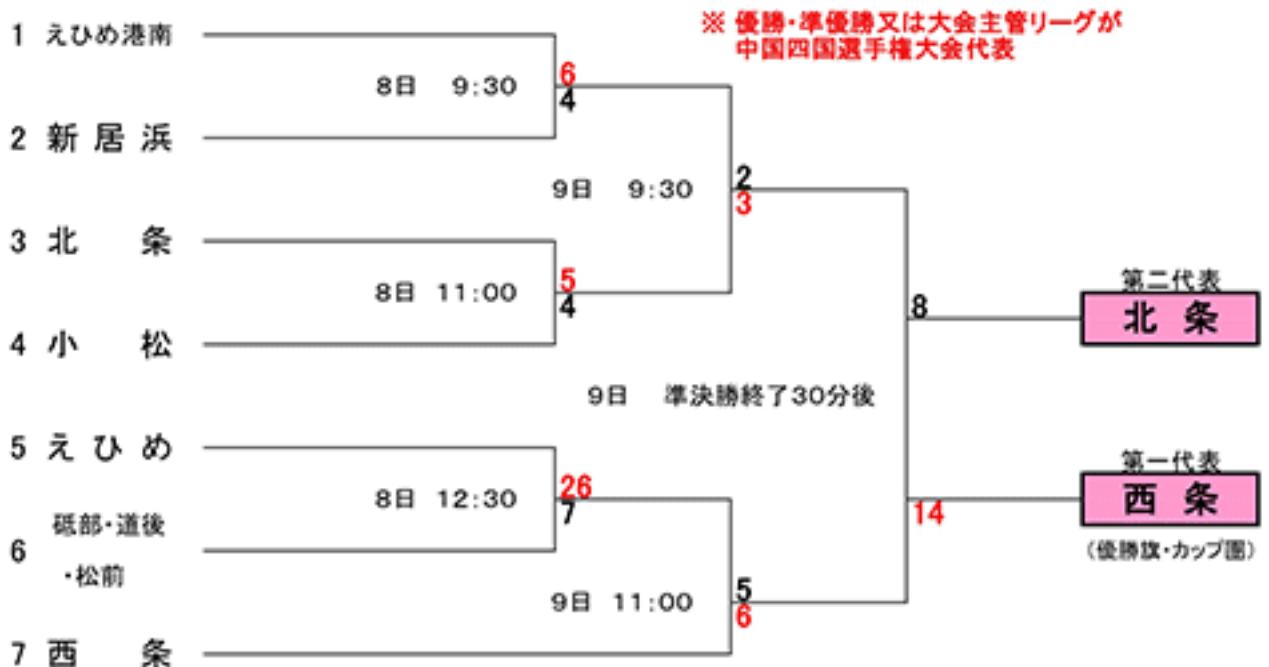 ※ 優勝・準優勝又は大会主管リーグが
中国四国選手権大会代表
1 えひめ港南
8日 9:30
6
4
2 新居浜
9日 9:30
2
3
3 北条
8日 11:00
5
4
4 小松
第二代表
北条
8
9日 準決勝終了30分後
5 えひめ
8日 12:30
26
7
第一代表
西条
14
(優勝旗・カップ圏)
6 砥部・道後
・松前
9日 11:00
5
6
7 西条